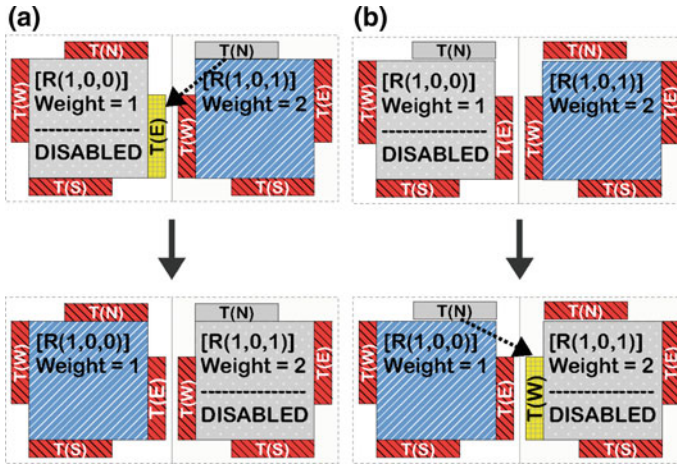 (a)
(b)
T(N)
T(N)
T(W)
[R(1,0,0)]
Weight = 1
DISABLED
T(E)
T(S)
T(W)
[R(1,0,1)]
Weight = 2
T(E)
T(S)
T(N)
T(N)
T(W)
[R(1,0,0)]
Weight = 1
DISABLED
T(E)
T(S)
T(W)
[R(1,0,1)]
Weight = 2
T(E)
T(S)
T(N)
T(N)
T(W)
[R(1,0,0)]
Weight = 1
T(E)
T(S)
T(W)
[R(1,0,1)]
Weight = 2
DISABLED
T(E)
T(S)
T(N)
T(N)
T(W)
[R(1,0,0)]
Weight = 1
T(E)
T(S)
T(W)
[R(1,0,1)]
Weight = 2
DISABLED
T(E)
T(S)